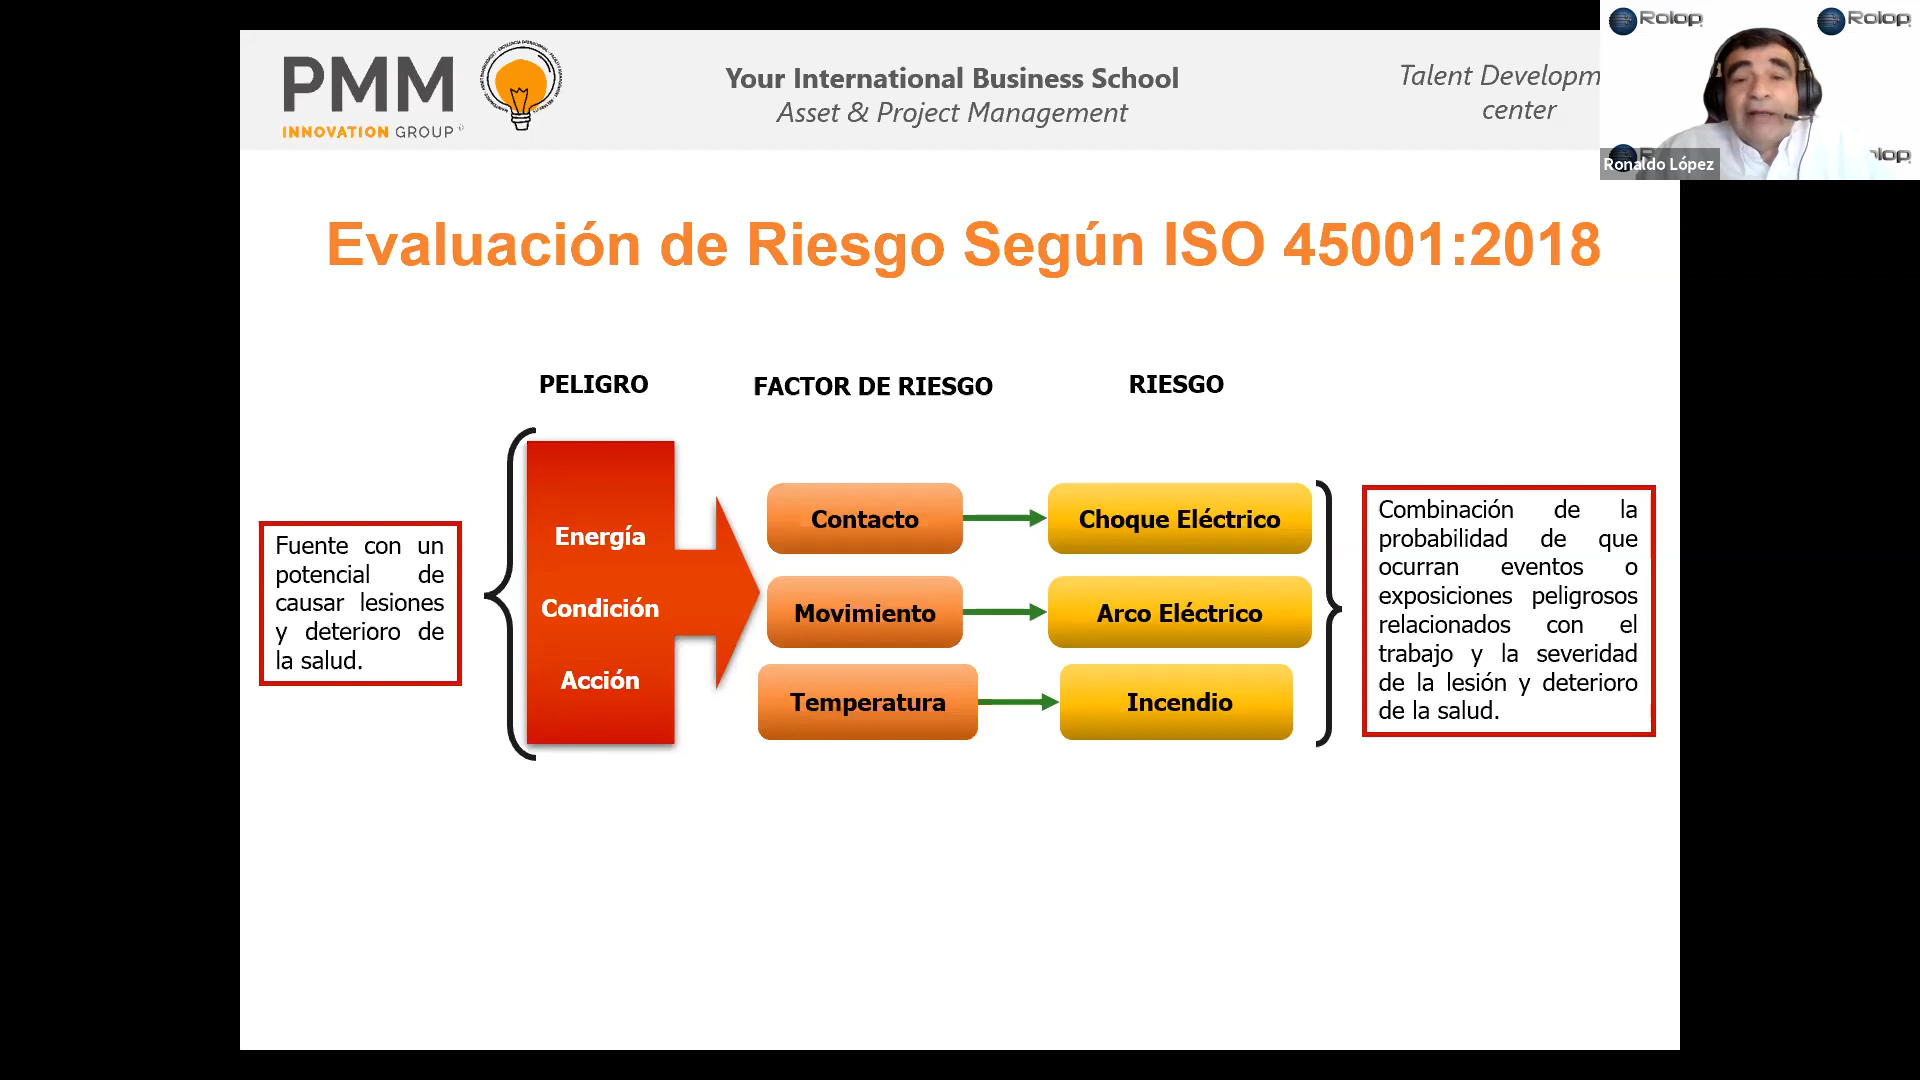 PMM
INNOVATION GROUP
Your International Business School
Asset & Project Management
Talent Developm
center
Rolop
Rolop
Ronaldo López
lop
Evaluación de Riesgo Según ISO 45001:2018
PELIGRO
FACTOR DE RIESGO
RIESGO
Fuente con un
potencial de
causar lesiones
y deterioro de
la salud.
Energía
Condición
Acción
Contacto
Choque Eléctrico
Movimiento
Arco Eléctrico
Temperatura
Incendio
Combinación de la
probabilidad de que
ocurran eventos o
exposiciones peligrosos
relacionados con el
trabajo y la severidad
de la lesión y deterioro
de la salud.